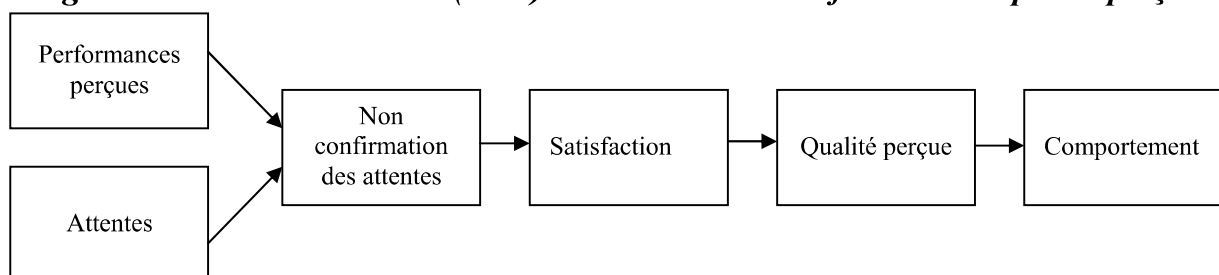 Performances
perçues
Non
confirmation
des attentes
Satisfaction
Qualité perçue
Comportement
Attentes